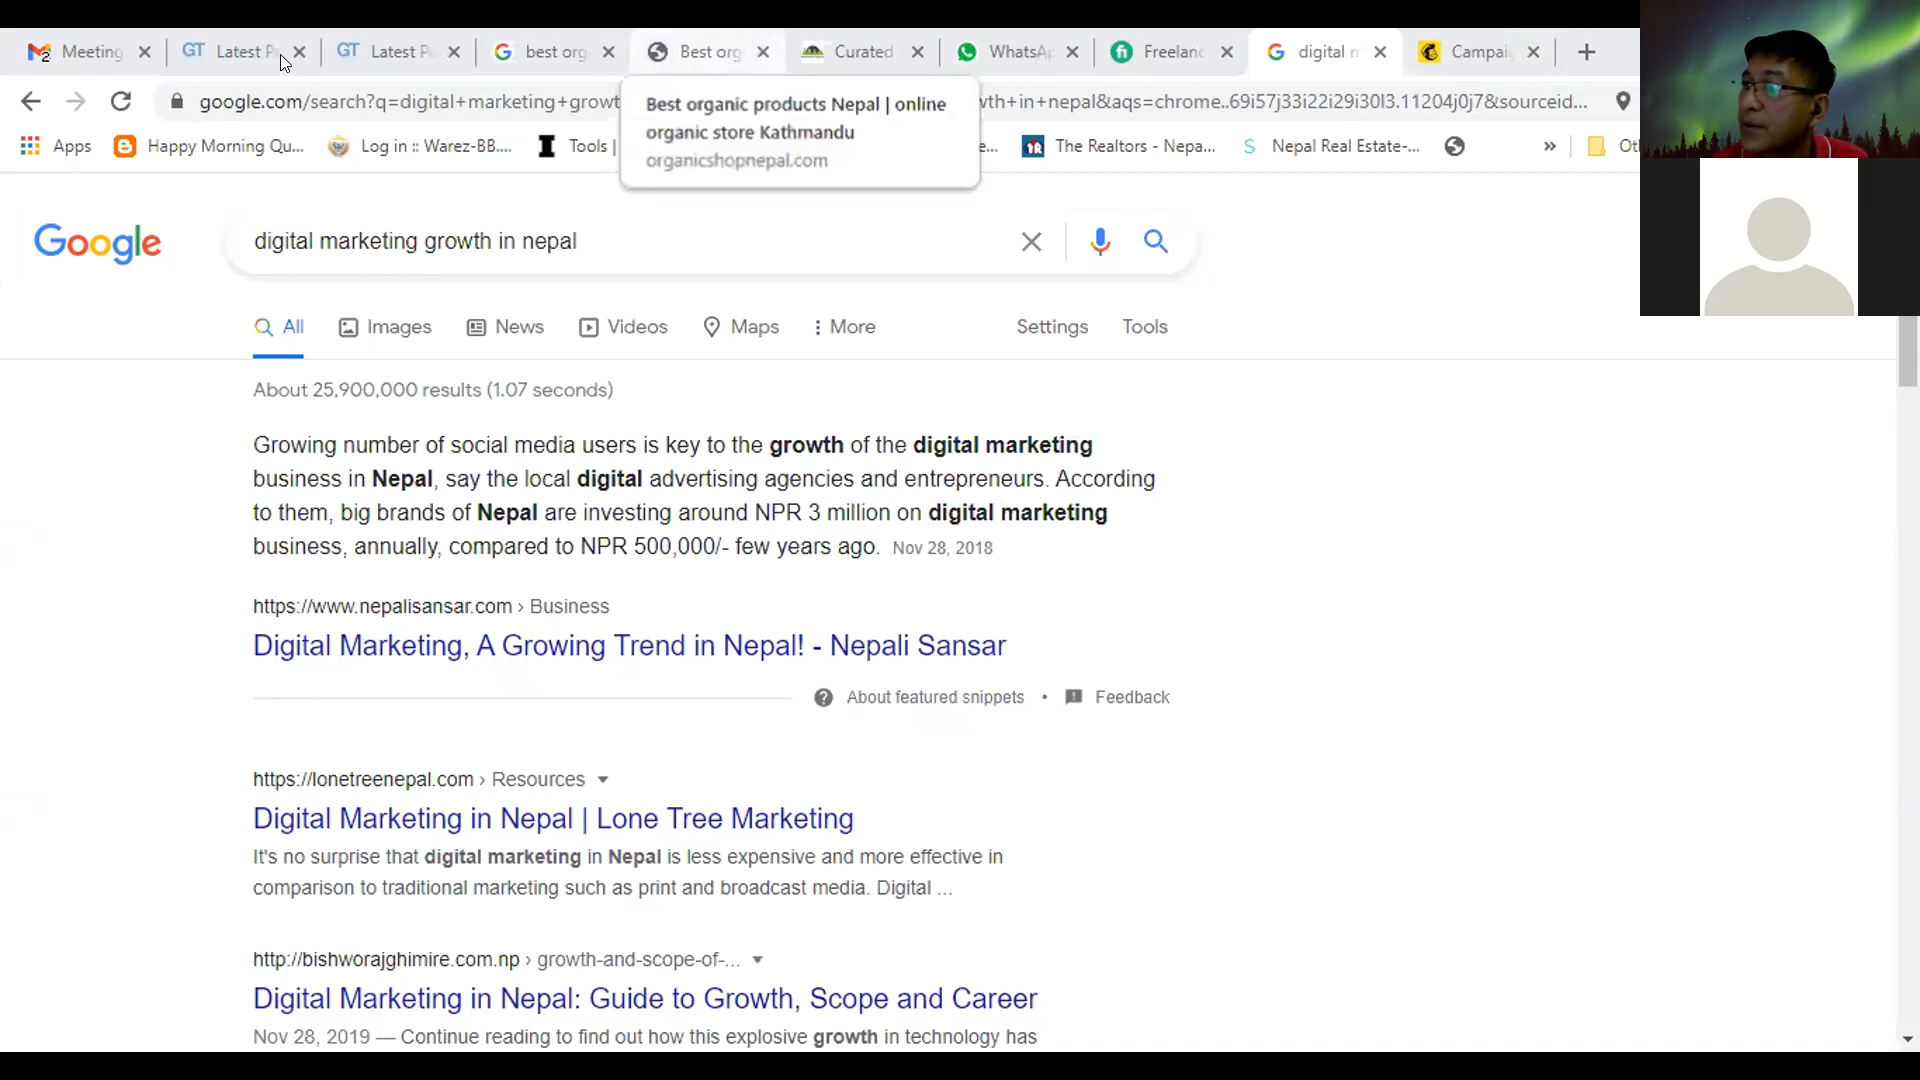 Meeting
GT Latest P
GT Latest P
best org
Best org
Curated
WhatsAp
Freelanc
digital m
Campai
google.com/search?q=digital+marketing+growt
wth+in+nepal&aqs=chrome..69i57j33i22i29i30l3.11204j0j7&sourceid...
Best organic products Nepal | online
organic store Kathmandu
organicshopnepal.com
Apps
Happy Morning Qu...
Log in :: Warez-BB....
Tools |
e...
The Realtors - Nepa...
Nepal Real Estate-...
»
Google
digital marketing growth in nepal
All
Images
News
Videos
Maps
More
Settings
Tools
About 25,900,000 results (1.07 seconds)
Growing number of social media users is key to the growth of the digital marketing
business in Nepal, say the local digital advertising agencies and entrepreneurs. According
to them, big brands of Nepal are investing around NPR 3 million on digital marketing
business, annually, compared to NPR 500,000/- few years ago. Nov 28, 2018
https://www.nepalisansar.com › Business
Digital Marketing, A Growing Trend in Nepal! - Nepali Sansar
About featured snippets • Feedback
https://lonetreenepal.com › Resources
Digital Marketing in Nepal | Lone Tree Marketing
It's no surprise that digital marketing in Nepal is less expensive and more effective in
comparison to traditional marketing such as print and broadcast media. Digital ...
http://bishworajghimire.com.np › growth-and-scope-of-...
Digital Marketing in Nepal: Guide to Growth, Scope and Career
Nov 28, 2019 — Continue reading to find out how this explosive growth in technology has